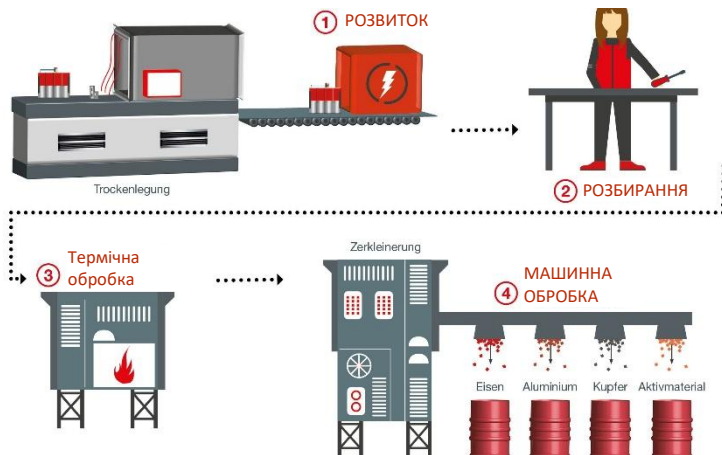 1 РОЗВИТОК
Trockenlegung
2 РОЗБИРАННЯ
3 Термічна
обробка
Zerkleinerung
4 МАШИННА
ОБРОБКА
Eisen Aluminium Kupfer Aktivmaterial